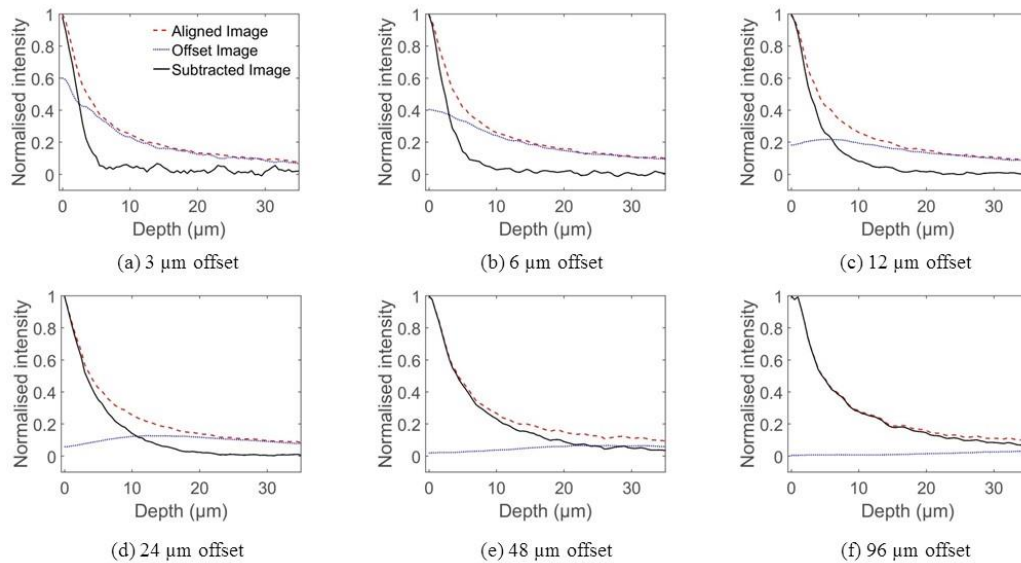 Normalised intensity
1
0.8
0.6
0.4
0.2
0
Aligned Image
Offset Image
Subtracted Image
0 10 20 30
Depth (µm)
(a) 3 µm offset
Normalised intensity
1
0.8
0.6
0.4
0.2
0
0 10 20 30
Depth (µm)
(b) 6 µm offset
Normalised intensity
1
0.8
0.6
0.4
0.2
0
0 10 20 30
Depth (µm)
(c) 12 µm offset
Normalised intensity
1
0.8
0.6
0.4
0.2
0
0 10 20 30
Depth (µm)
(d) 24 µm offset
Normalised intensity
1
0.8
0.6
0.4
0.2
0
0 10 20 30
Depth (µm)
(e) 48 µm offset
Normalised intensity
1
0.8
0.6
0.4
0.2
0
0 10 20 30
Depth (µm)
(f) 96 µm offset